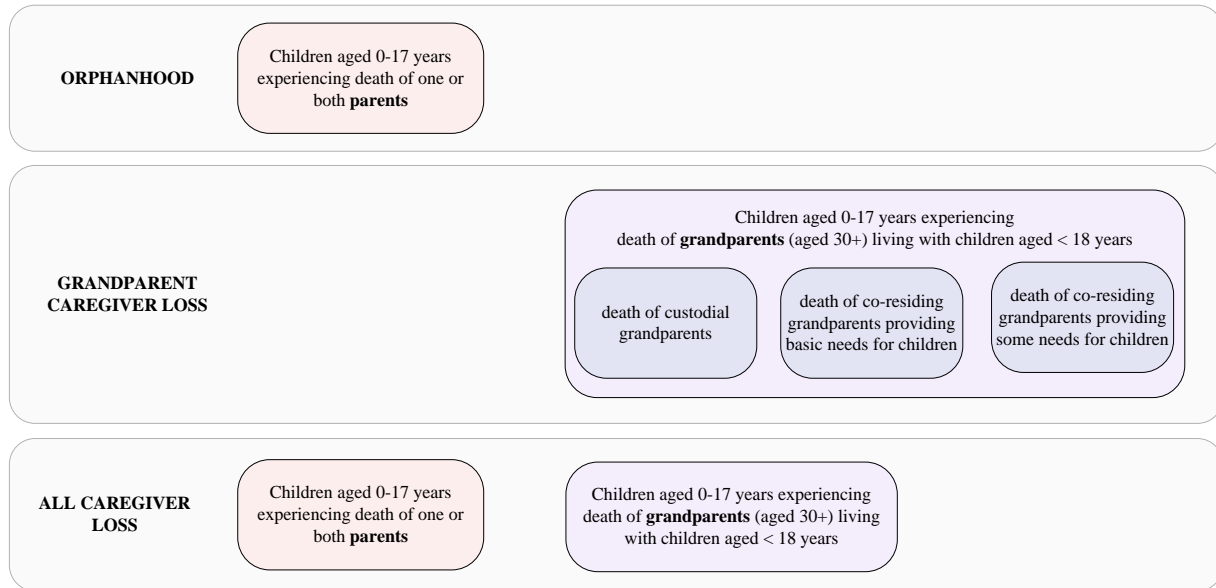 ORPHANHOOD
Children aged 0-17 years
experiencing death of one or
both parents
GRANDPARENT
CAREGIVER LOSS
Children aged 0-17 years experiencing
death of grandparents (aged 30+) living with children aged < 18 years
death of custodial
grandparents
death of co-residing
grandparents providing
basic needs for children
death of co-residing
grandparents providing
some needs for children
ALL CAREGIVER
LOSS
Children aged 0-17 years
experiencing death of one or
both parents
Children aged 0-17 years experiencing
death of grandparents (aged 30+) living
with children aged < 18 years